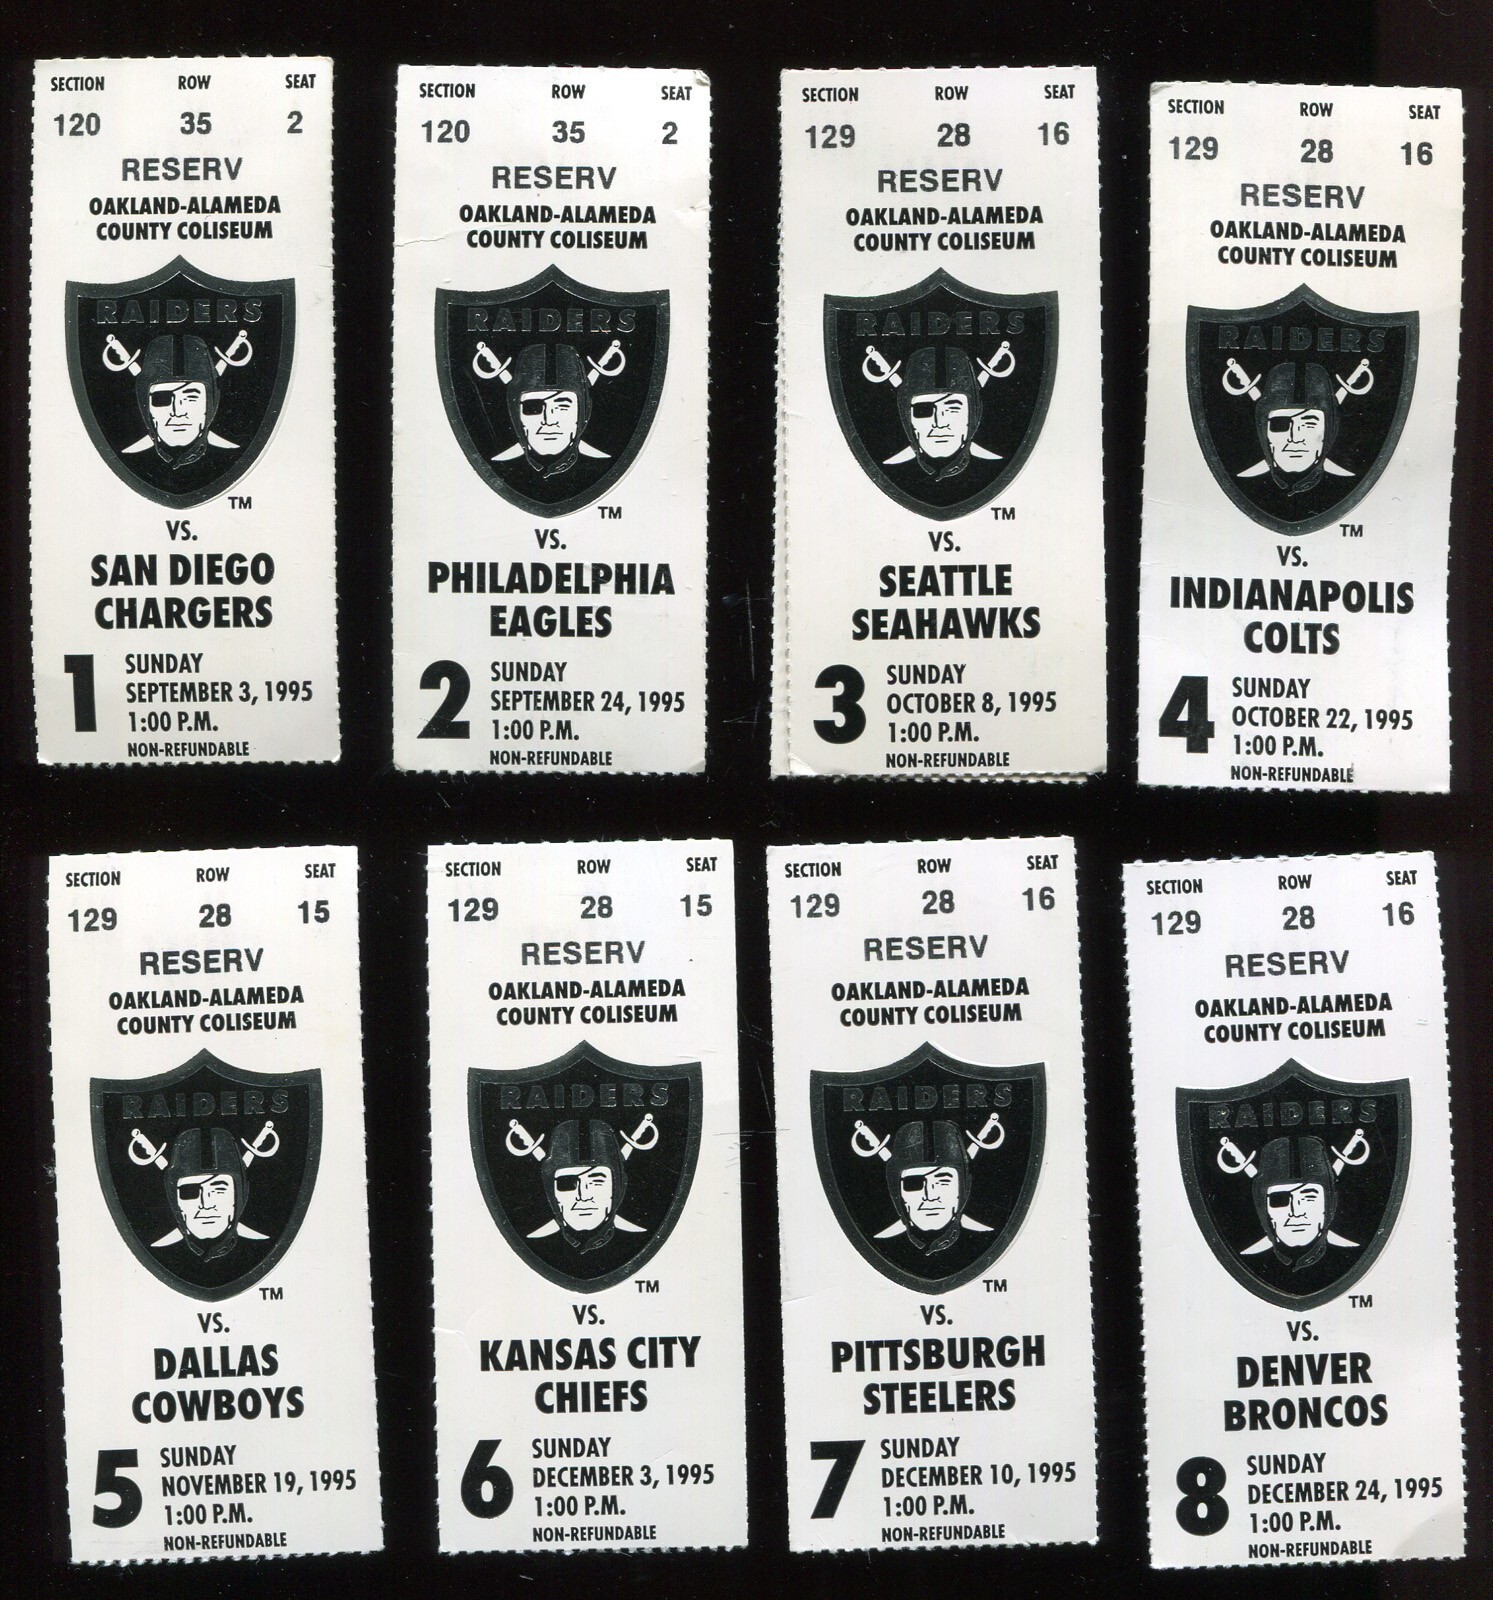 SECTION ROW SEAT
120 35 2
RESERV
OAKLAND-ALAMEDA
COUNTY COLISEUM
RAIDERS
TM
VS.
SAN DIEGO
CHARGERS
1
SUNDAY
SEPTEMBER 3, 1995
1:00 P.M.
NON-REFUNDABLE
SECTION ROW SEAT
120 35 2
RESERV
OAKLAND-ALAMEDA
COUNTY COLISEUM
RAIDERS
TM
VS.
PHILADELPHIA
EAGLES
2
SUNDAY
SEPTEMBER 24, 1995
1:00 P.M.
NON-REFUNDABLE
SECTION ROW SEAT
129 28 16
RESERV
OAKLAND-ALAMEDA
COUNTY COLISEUM
RAIDERS
TM
VS.
SEATTLE
SEAHAWKS
3
SUNDAY
OCTOBER 8, 1995
1:00 P.M.
NON-REFUNDABLE
SECTION ROW SEAT
129 28 16
RESERV
OAKLAND-ALAMEDA
COUNTY COLISEUM
RAIDERS
TM
VS.
INDIANAPOLIS
COLTS
4
SUNDAY
OCTOBER 22, 1995
1:00 P.M.
NON-REFUNDABLE
SECTION ROW SEAT
129 28 15
RESERV
OAKLAND-ALAMEDA
COUNTY COLISEUM
RAIDERS
TM
VS.
DALLAS
COWBOYS
5
SUNDAY
NOVEMBER 19, 1995
1:00 P.M.
NON-REFUNDABLE
SECTION ROW SEAT
129 28 15
RESERV
OAKLAND-ALAMEDA
COUNTY COLISEUM
RAIDERS
TM
VS.
KANSAS CITY
CHIEFS
6
SUNDAY
DECEMBER 3, 1995
1:00 P.M.
NON-REFUNDABLE
SECTION ROW SEAT
129 28 16
RESERV
OAKLAND-ALAMEDA
COUNTY COLISEUM
RAIDERS
TM
VS.
PITTSBURGH
STEELERS
7
SUNDAY
DECEMBER 10, 1995
1:00 P.M.
NON-REFUNDABLE
SECTION ROW SEAT
129 28 16
RESERV
OAKLAND-ALAMEDA
COUNTY COLISEUM
RAIDERS
TM
VS.
DENVER
BRONCOS
8
SUNDAY
DECEMBER 24, 1995
1:00 P.M.
NON-REFUNDABLE